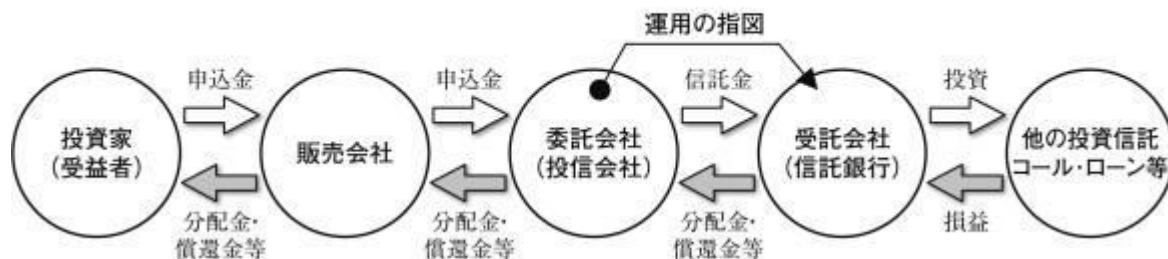 運用の指図
申込金
申込金
信託金
投資
投資家
(受益者)
販売会社
委託会社
(投信会社)
受託会社
(信託銀行)
他の投資信託
コール・ローン等
分配金・
償還金等
分配金・
償還金等
分配金・
償還金等
損益